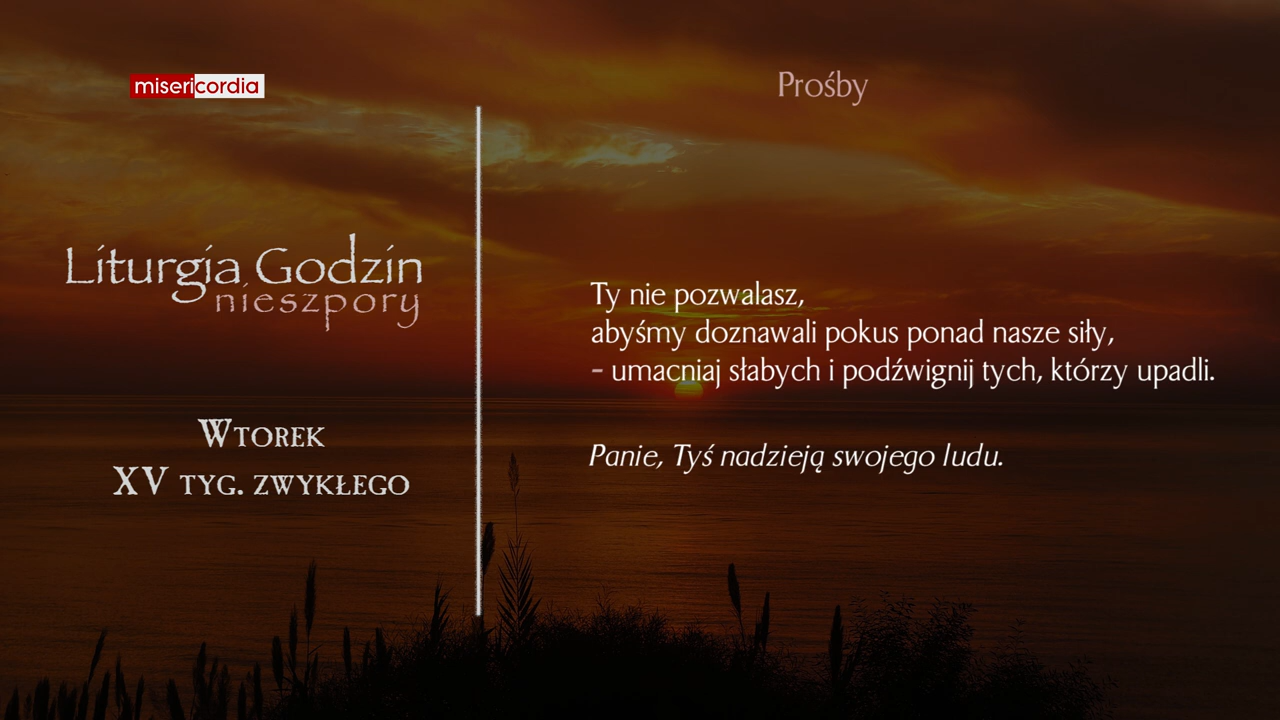 misericordia
Prośby
Liturgia Godzin
nieszpory
Wtorek
XV tyg. zwykłego
Ty nie pozwalasz,
abyśmy doznawali pokus ponad nasze siły,
- umacniaj słabych i podźwignij tych, którzy upadli.
Panie, Tyś nadzieją swojego ludu.